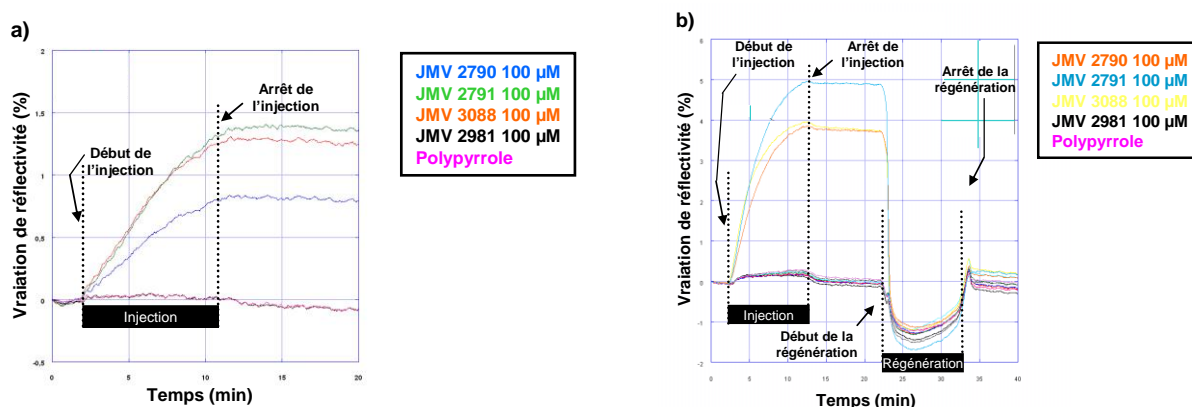 a)
Vraiation de réflectivité (%)
2
1,5
1
0,5
0
-0,5
Début de
l'injection
Arrêt de
l'injection
Injection
0
5
10
15
20
Temps (min)
JMV 2790 100 µM
JMV 2791 100 µM
JMV 3088 100 µM
JMV 2981 100 µM
Polypyrrole
b)
Vraiation de réflectivité (%)
6
5
4
3
2
1
0
-1
-2
Début de
l'injection
Arrêt de
l'injection
Arrêt de la
régénération
Injection
Début de la
régénération
Régénération
0
5
10
15
20
25
30
35
40
Temps (min)
JMV 2790 100 µM
JMV 2791 100 µM
JMV 3088 100 µM
JMV 2981 100 µM
Polypyrrole